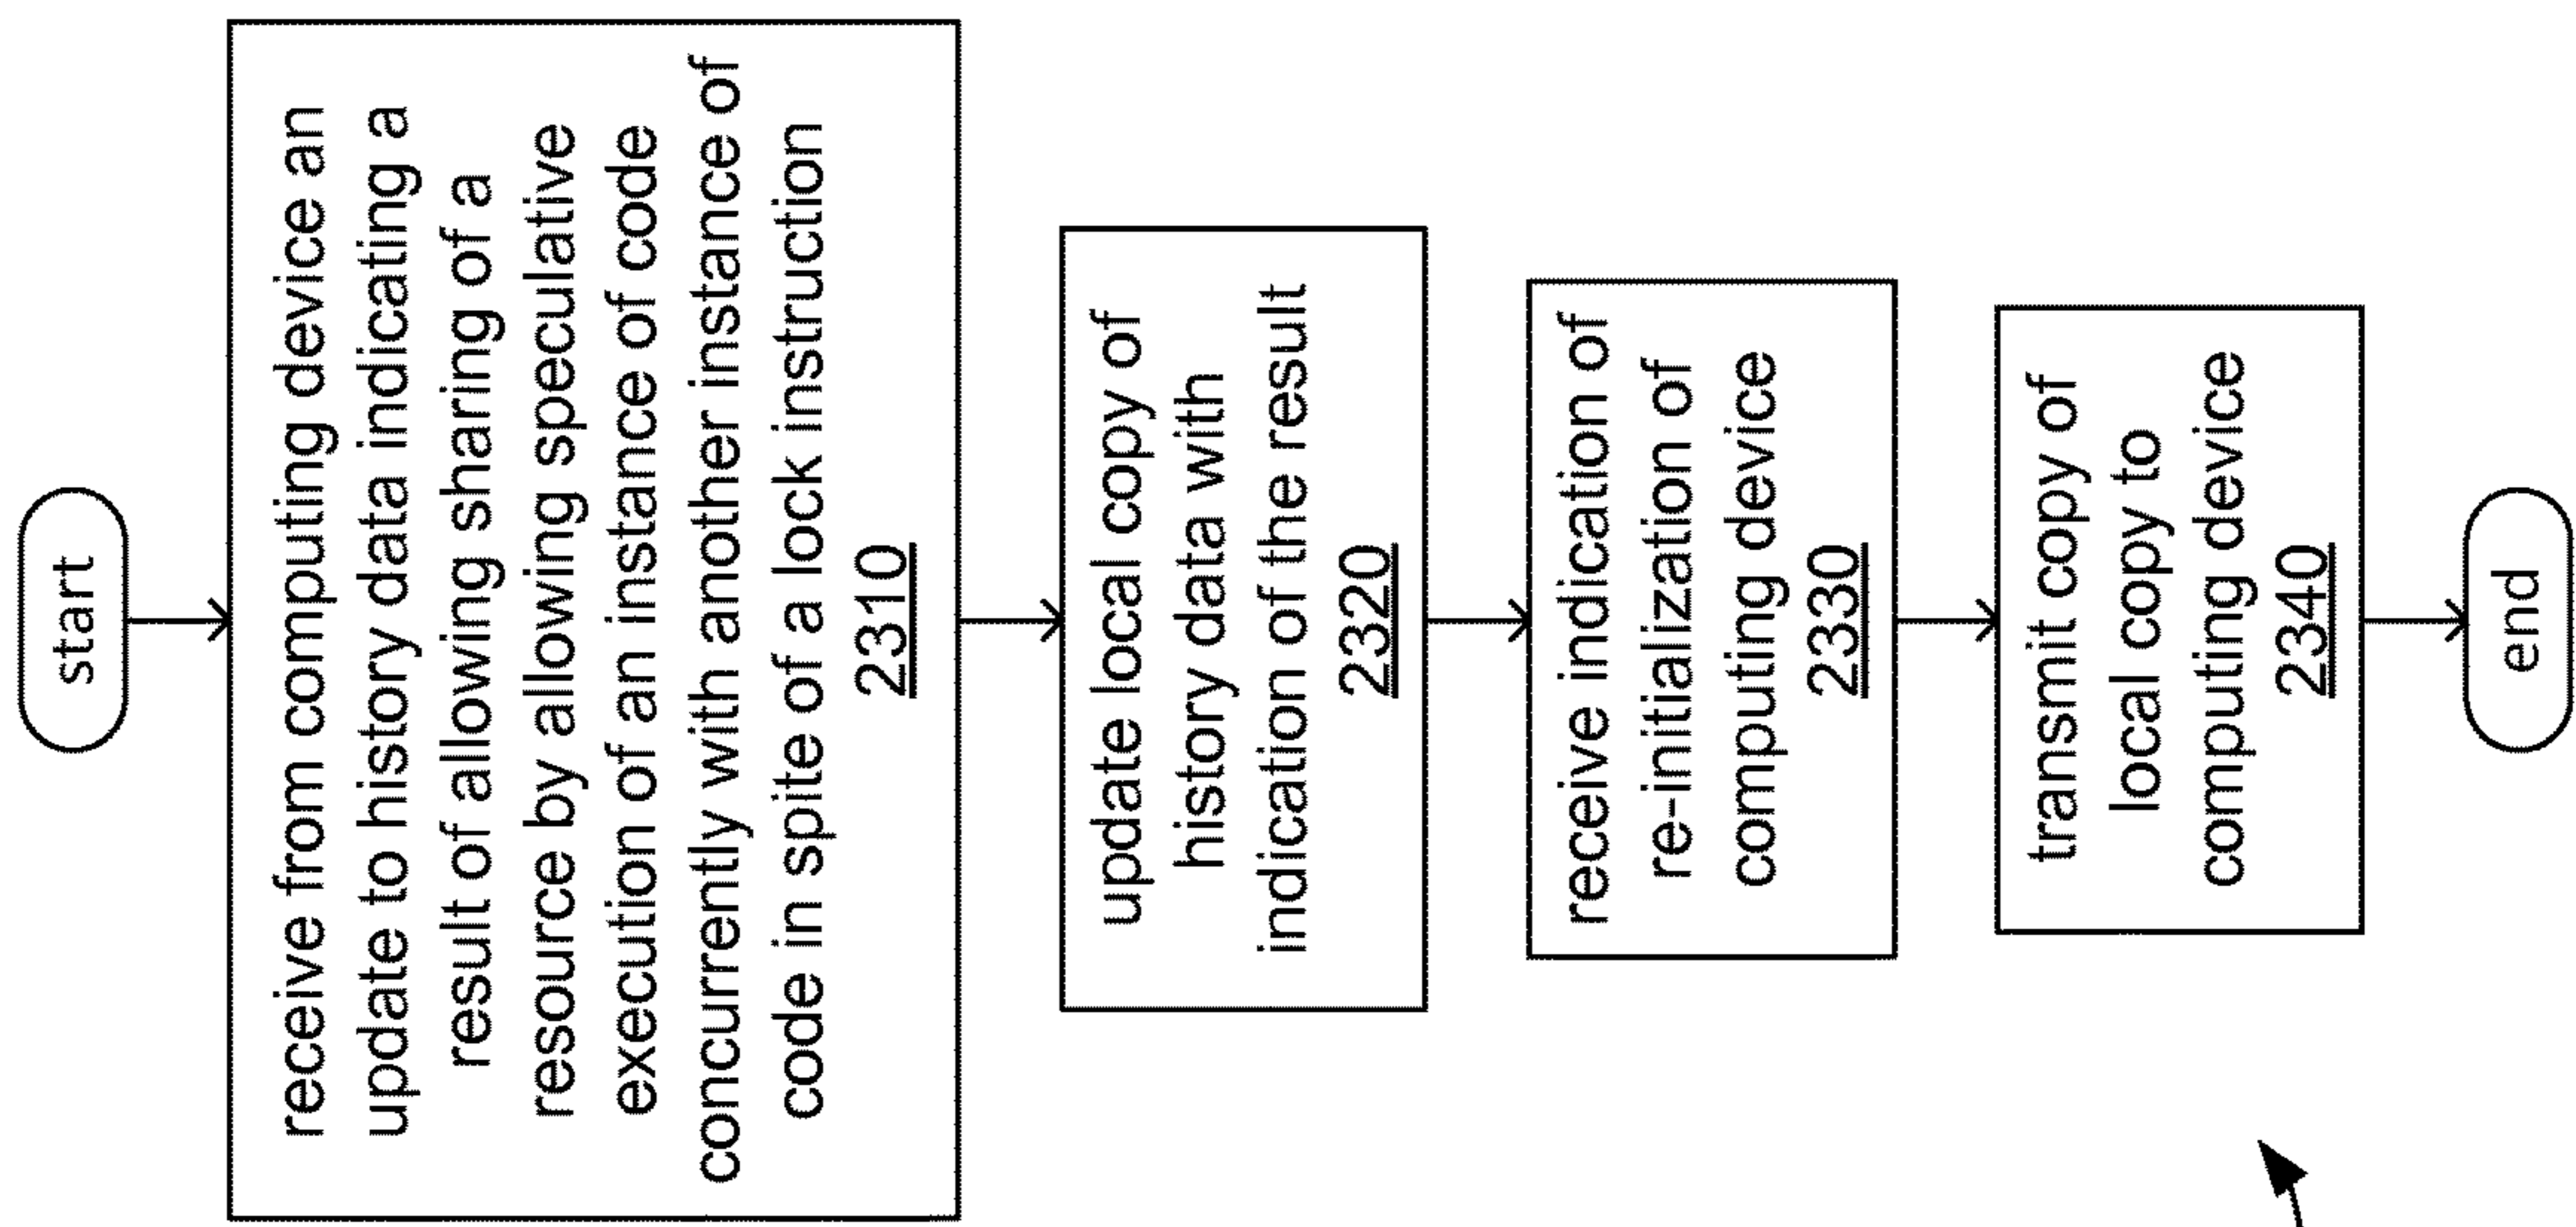 start
receive from computing device an
update to history data indicating a
result of allowing sharing of a
resource by allowing speculative
execution of an instance of code
concurrently with another instance of
code in spite of a lock instruction
2310
update local copy of
history data with
indication of the result
2320
receive indication of
re-initialization of
computing device
2330
transmit copy of
local copy to
computing device
2340
end